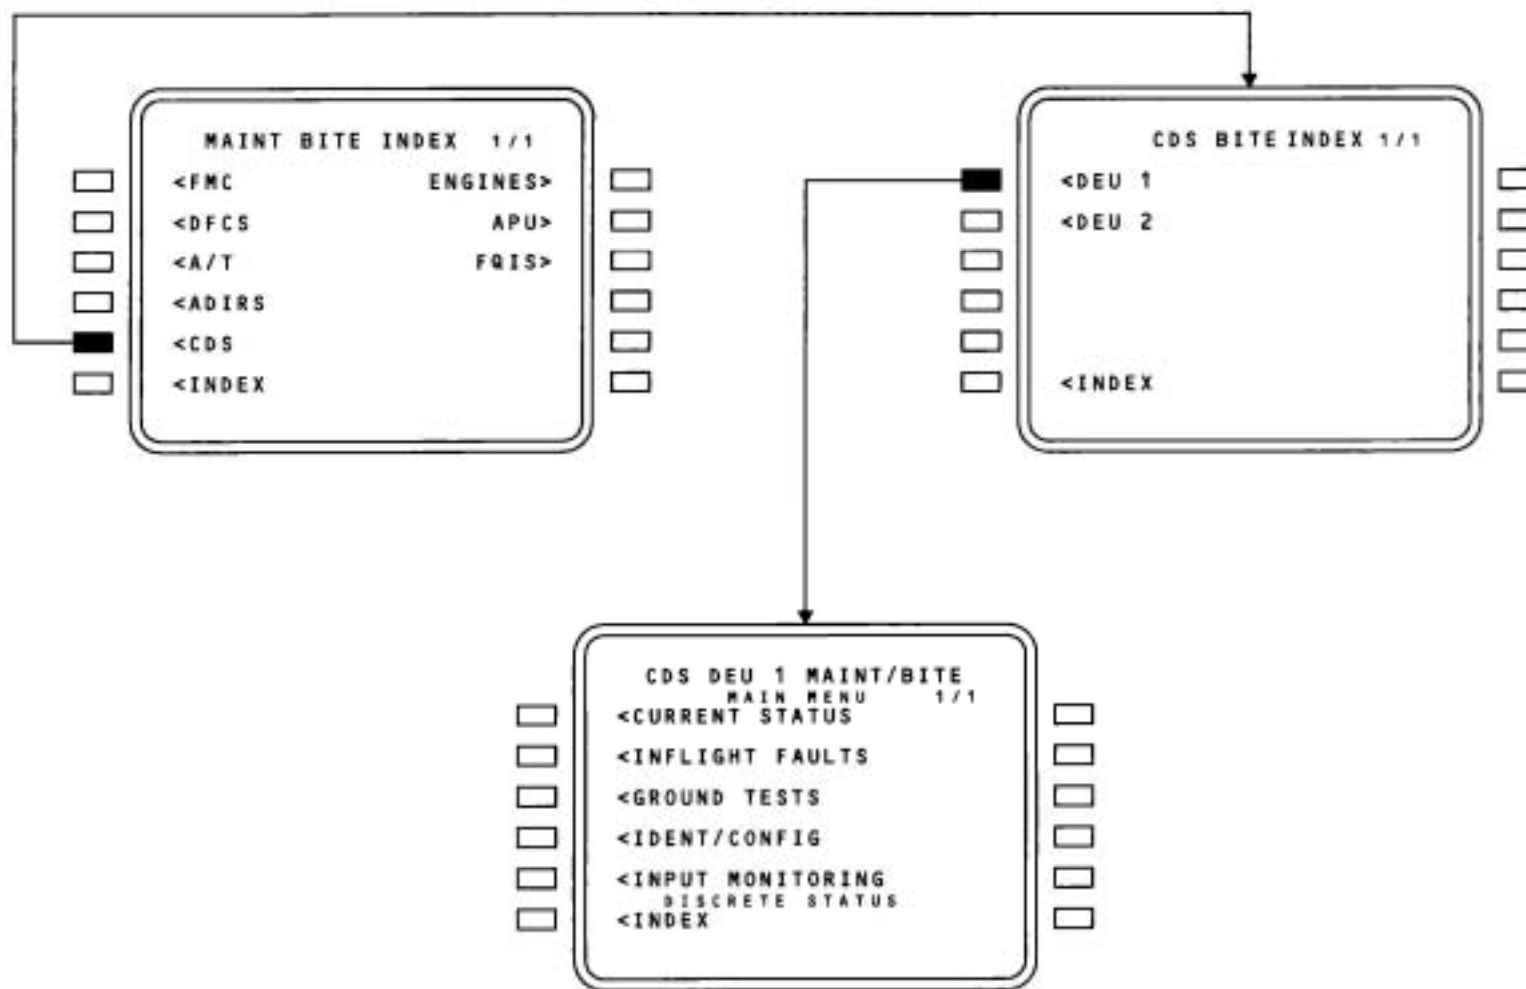 MAINT BITE INDEX 1/1
<FMC ENGINES>
<DFCS APU>
<A/T FQIS>
<ADIRS
<CDS
<INDEX
CDS BITE INDEX 1/1
<DEU 1
<DEU 2
<INDEX
CDS DEU 1 MAINT/BITE
MAIN MENU 1/1
<CURRENT STATUS
<INFLIGHT FAULTS
<GROUND TESTS
<IDENT/CONFIG
<INPUT MONITORING
DISCRETE STATUS
<INDEX